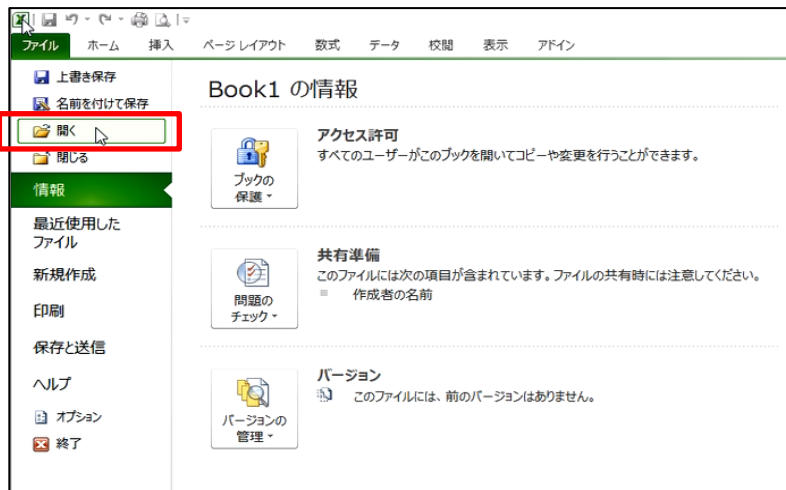 ファイル ホーム 挿入 ページ レイアウト 数式 データ 校閲 表示 アドイン
上書き保存
名前を付けて保存
開く
閉じる
情報
最近使用した
ファイル
新規作成
印刷
保存と送信
ヘルプ
オプション
終了
Book1 の情報
ブックの
保護
アクセス許可
すべてのユーザーがこのブックを開いてコピーや変更を行うことができます。
問題の
チェック
共有準備
このファイルには次の項目が含まれています。ファイルの共有時には注意してください。
作成者の名前
バージョンの
管理
バージョン
このファイルには、前のバージョンはありません。